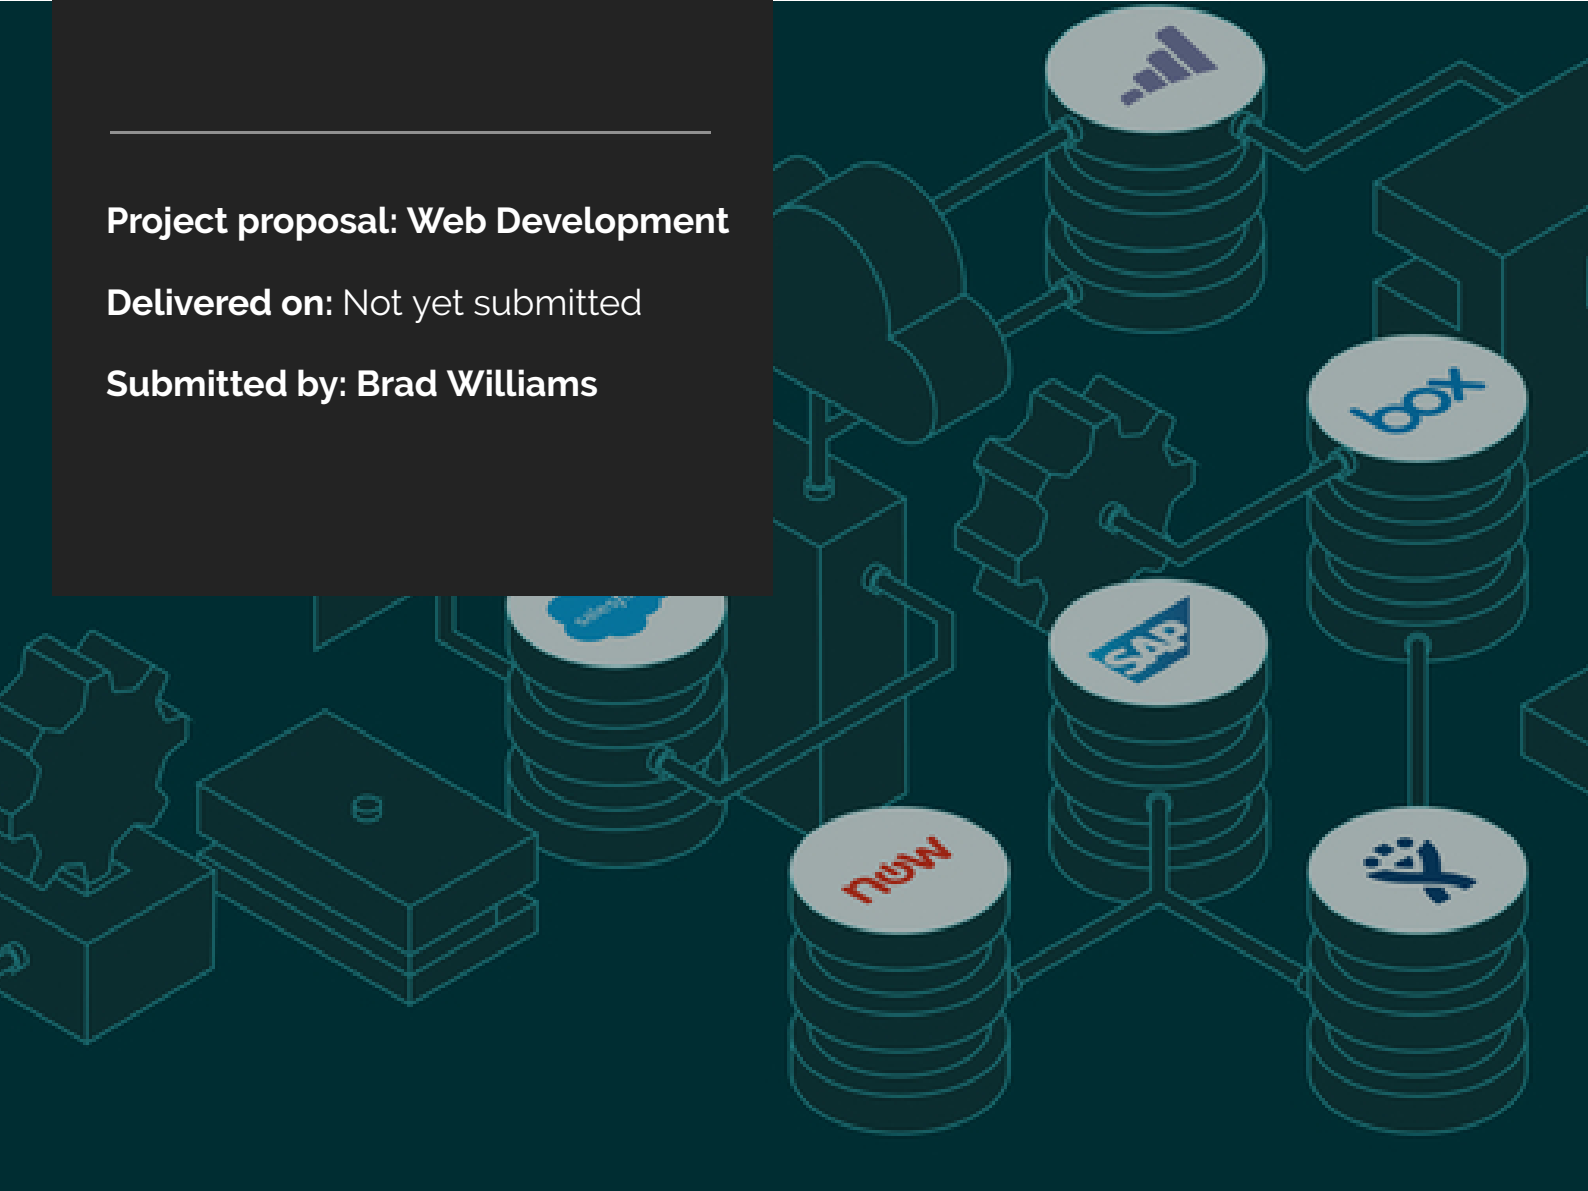 Project proposal: Web Development
Delivered on: Not yet submitted
Submitted by: Brad Williams
box
SAP
now